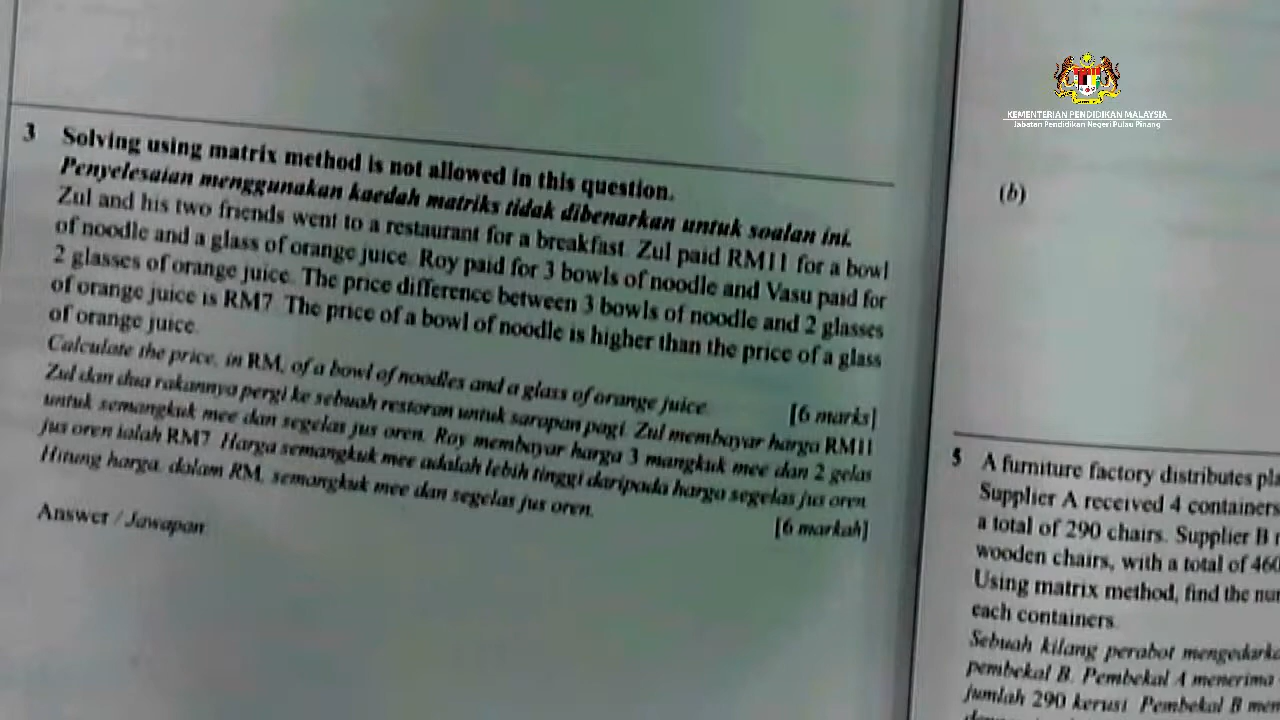 KEMENTERIAN PENDIDIKAN MALAYSIA
Jabatan Pendidikan Negeri Pulau Pinang
3 Solving using matrix method is not allowed in this question.
Penyelesaian menggunakan kaedah matriks tidak dibenarkan untuk soalan ini.
Zul and his two friends went to a restaurant for a breakfast. Zul paid RM11 for a bowl
of noodle and a glass of orange juice. Roy paid for 3 bowls of noodle and Vasu paid for
2 glasses of orange juice. The price difference between 3 bowls of noodle and 2 glasses
of orange juice is RM7. The price of a bowl of noodle is higher than the price of a glass
of orange juice.
Calculate the price, in RM, of a bowl of noodles and a glass of orange juice.
[6 marks]
Zul dan dua rakannya pergi ke sebuah restoran untuk sarapan pagi. Zul membayar harga RM11
untuk semangkuk mee dan segelas jus oren. Roy membayar harga 3 mangkuk mee dan 2 gelas
jus oren ialah RM7. Harga semangkuk mee adalah lebih tinggi daripada harga segelas jus oren.
Hitung harga, dalam RM, semangkuk mee dan segelas jus oren.
[6 markah]
Answer / Jawapan
(b)
5 A furniture factory distributes
Supplier A received 4 containers
a total of 290 chairs. Supplier B
wooden chairs, with a total of 460
Using matrix method, find the
each containers.
Sebuah kilang perabot
pembekal B. Pembekal A menerima
jumlah 290 kerusi. Pembekal B